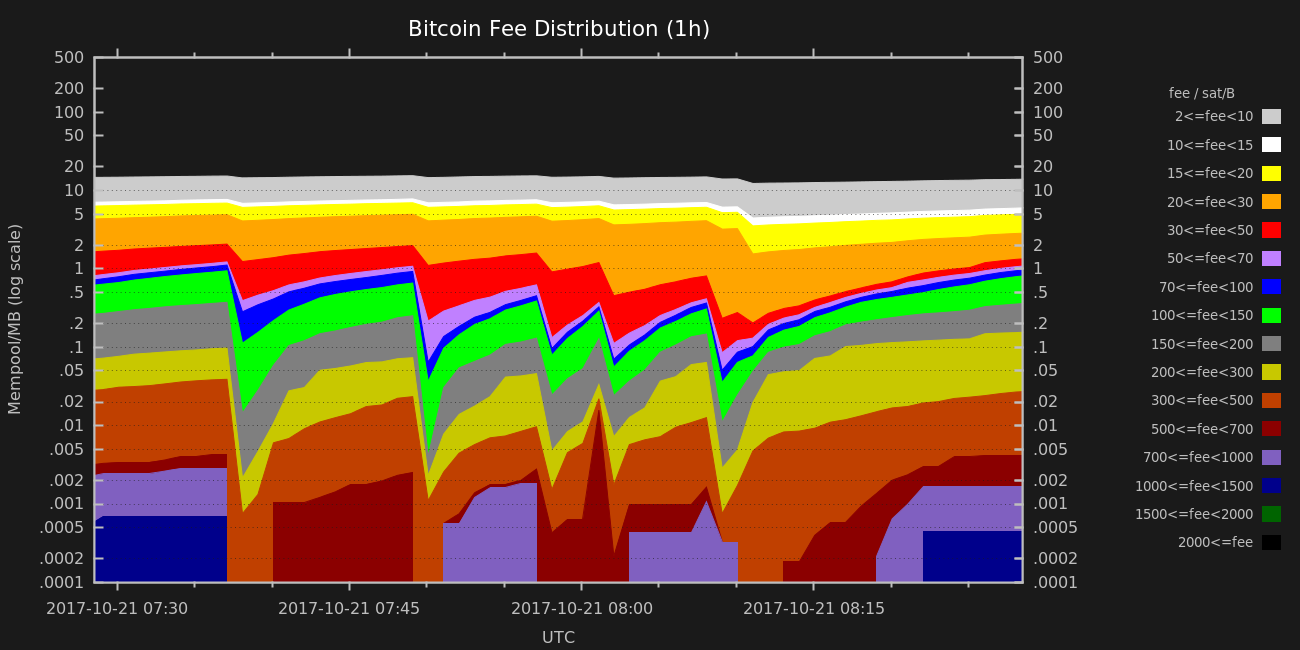 Bitcoin Fee Distribution (1h)
500
200
100
50
20
10
5
2
1
.5
.2
.1
.05
.02
.01
.005
.002
.001
.0005
.0002
.0001
Mempool/MB (log scale)
500
200
100
50
20
10
5
2
1
.5
.2
.1
.05
.02
.01
.005
.002
.001
.0005
.0002
.0001
2017-10-21 07:30
2017-10-21 07:45
2017-10-21 08:00
2017-10-21 08:15
UTC
fee / sat/B
2<=fee<10
10<=fee<15
15<=fee<20
20<=fee<30
30<=fee<50
50<=fee<70
70<=fee<100
100<=fee<150
150<=fee<200
200<=fee<300
300<=fee<500
500<=fee<700
700<=fee<1000
1000<=fee<1500
1500<=fee<2000
2000<=fee